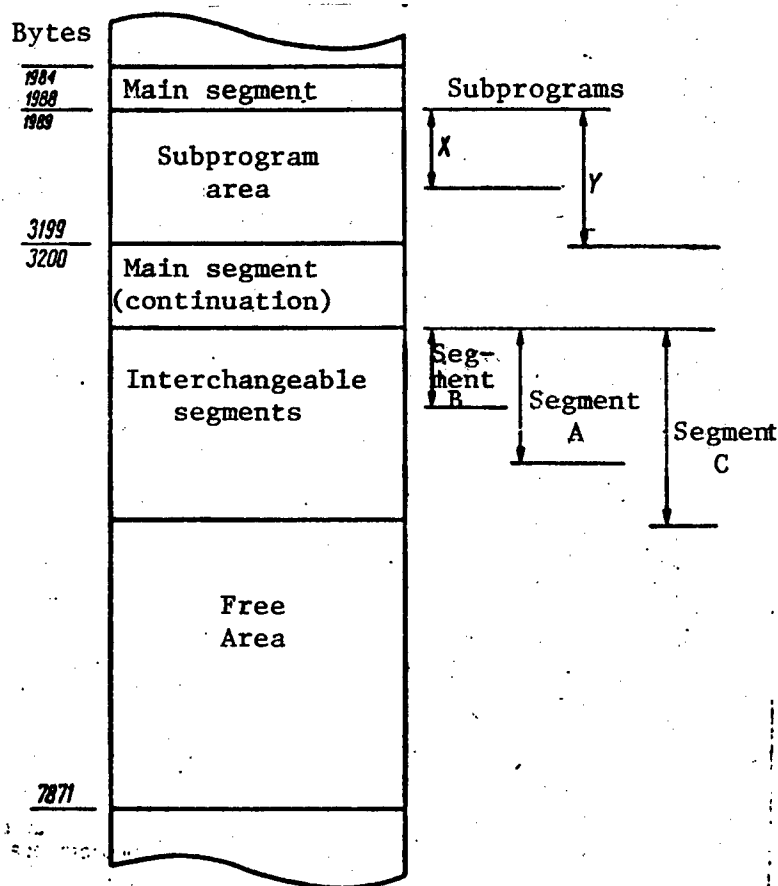 Bytes
1984
Main segment
Subprograms
1988
1989
X
Subprogram
area
Y
3199
3200
Main segment
(continuation)
Seg-
ment
B
Interchangeable
segments
Segment
A
Segment
C
Free
Area
7871